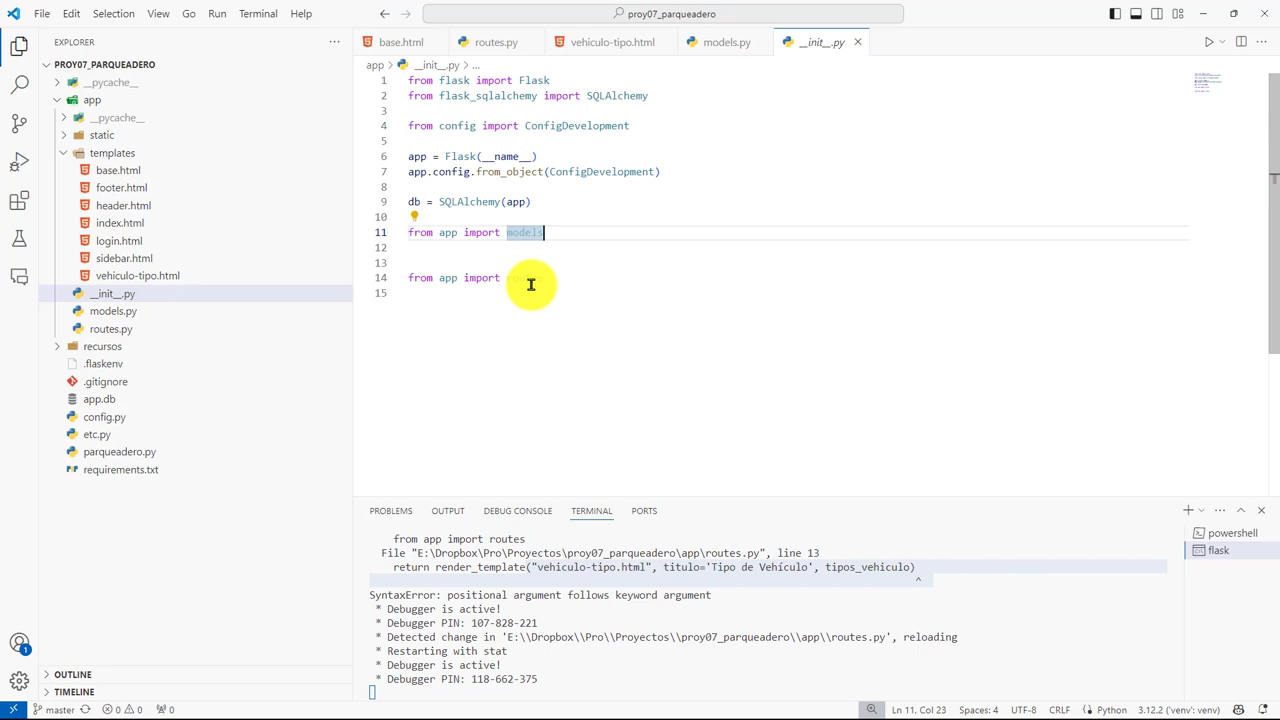 File Edit Selection View Go Run Terminal Help
proy07_parqueadero
EXPLORER
base.html
routes.py
vehiculo-tipo.html
models.py
__init__.py
PROY07_PARQUEADERO
__pycache__
app
__pycache__
static
templates
base.html
footer.html
header.html
index.html
login.html
sidebar.html
vehiculo-tipo.html
__init__.py
models.py
routes.py
recursos
.flaskenv
.gitignore
app.db
config.py
etc.py
parqueadero.py
requirements.txt
OUTLINE
TIMELINE
app > __init__.py > ...
1 from flask import Flask
2 from flask_sqlalchemy import SQLAlchemy
3
4 from config import ConfigDevelopment
5
6 app = Flask(__name__)
7 app.config.from_object(ConfigDevelopment)
8
9 db = SQLAlchemy(app)
10
11 from app import models
12
13
14 from app import
15
PROBLEMS OUTPUT DEBUG CONSOLE TERMINAL PORTS
powershell
flask
from app import routes
File "E:\Dropbox\Pro\Proyectos\proy07_parqueadero\app\routes.py", line 13
return render_template("vehiculo-tipo.html", titulo='Tipo de Vehículo', tipos_vehiculo)
^
SyntaxError: positional argument follows keyword argument
* Debugger is active!
* Debugger PIN: 107-828-221
* Detected change in 'E:\\Dropbox\\Pro\\Proyectos\\proy07_parqueadero\\app\\routes.py', reloading
* Restarting with stat
* Debugger is active!
* Debugger PIN: 118-662-375
master 0 0 0 Ln 11, Col 23 Spaces: 4 UTF-8 CRLF Python 3.12.2 ('venv': venv)
1